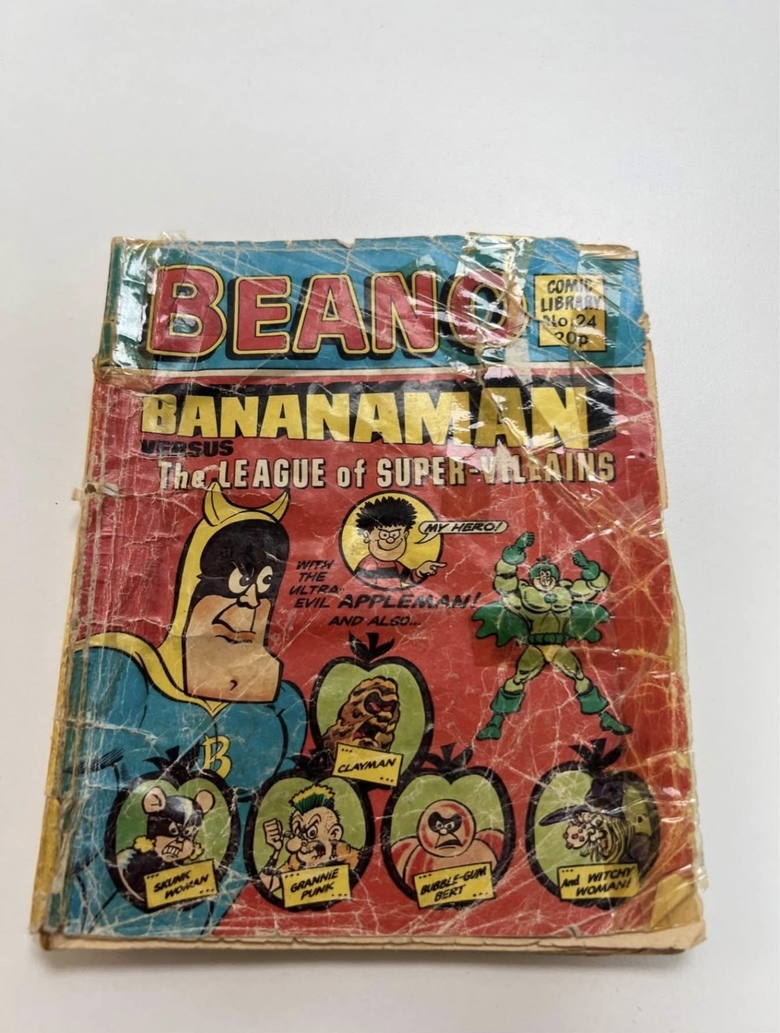 BEANO
COMIC
LIBRARY
No. 24
20p
BANANAMAN
VERSUS
The LEAGUE of SUPER-VILLAINS
MY HERO!
WITH
THE
ULTRA-
EVIL APPLEMAN!
AND ALSO...
B
...
CLAYMAN
...
...
SKUNK
WOMAN...
...
GRANNIE
PUNK ...
...
BUBBLE-GUM
BERT ...
...
And WITCHY
WOMAN!